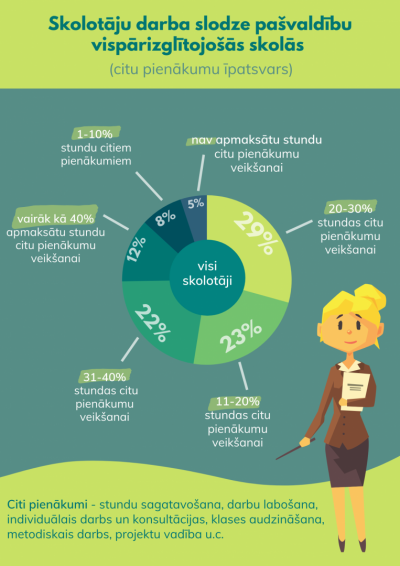 Skolotāju darba slodze pašvaldību
vispārizglītojošās skolās
(citu pienākumu īpatsvars)
1-10%
stundu citiem
pienākumiem
nav apmaksātu stundu
citu pienākumu
veikšanai
vairāk kā 40%
apmaksātu stundu
citu pienākumu
veikšanai
20-30%
stundas citu
pienākumu
veikšanai
5%
8%
12%
29%
22%
23%
visi
skolotāji
31-40%
stundas citu
pienākumu
veikšanai
11-20%
stundas citu
pienākumu
veikšanai
Citi pienākumi - stundu sagatavošana, darbu labošana,
individuālais darbs un konsultācijas, klases audzināšana,
metodiskais darbs, projektu vadība u.c.